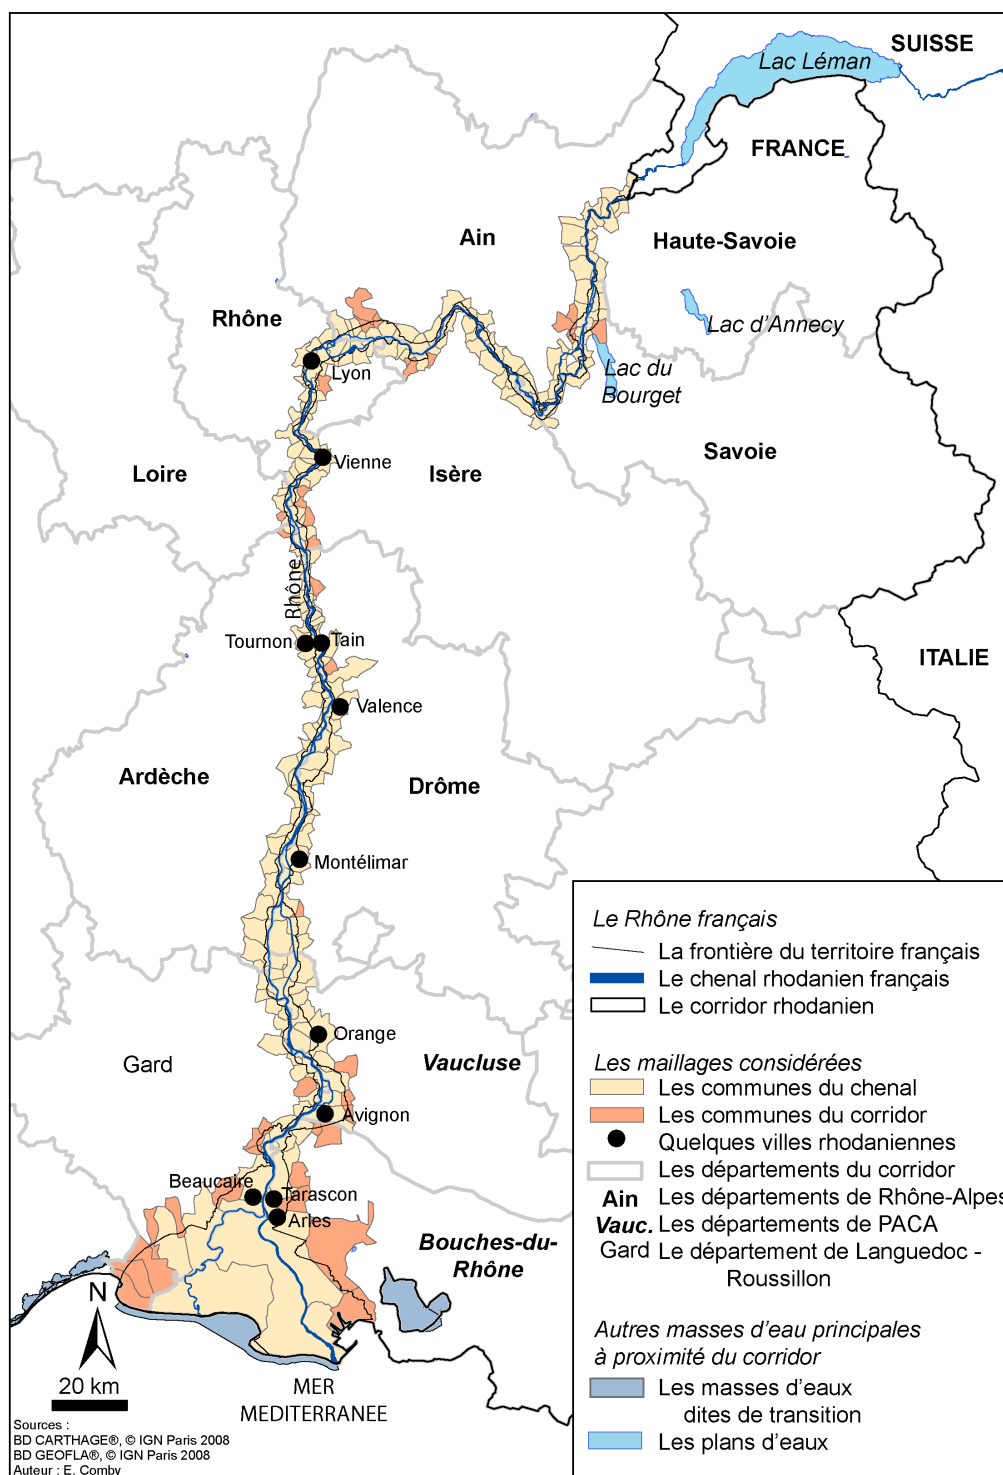 SUISSE
Lac Léman
FRANCE
Ain
Haute-Savoie
Rhône
Lac d'Annecy
Lyon
Lac du
Bourget
Savoie
Loire
Vienne
Isère
Rhône
Tournon
Tain
ITALIE
Valence
Ardèche
Drôme
Montélimar
Orange
Gard
Vaucluse
Avignon
Beaucaire
Tarascon
Arles
Bouches-du-
Rhône
N
20 km
MER
MEDITERRANEE
Sources :
BD CARTHAGE®, © IGN Paris 2008
BD GEOFLA®, © IGN Paris 2008
Auteur : E. Comby
Le Rhône français
La frontière du territoire français
Le chenal rhodanien français
Le corridor rhodanien
Les maillages considérées
Les communes du chenal
Les communes du corridor
Quelques villes rhodaniennes
Les départements du corridor
Ain Les départements de Rhône-Alpes
Vauc. Les départements de PACA
Gard Le département de Languedoc -
Roussillon
Autres masses d'eau principales
à proximité du corridor
Les masses d'eaux
dites de transition
Les plans d'eaux